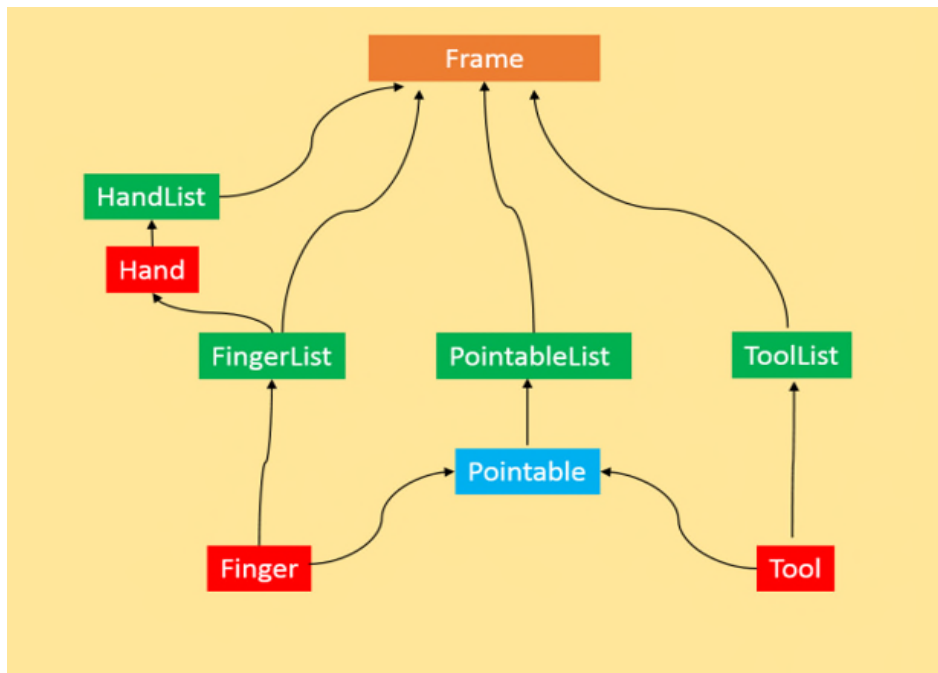 Frame
HandList
Hand
FingerList
PointableList
ToolList
Pointable
Finger
Tool